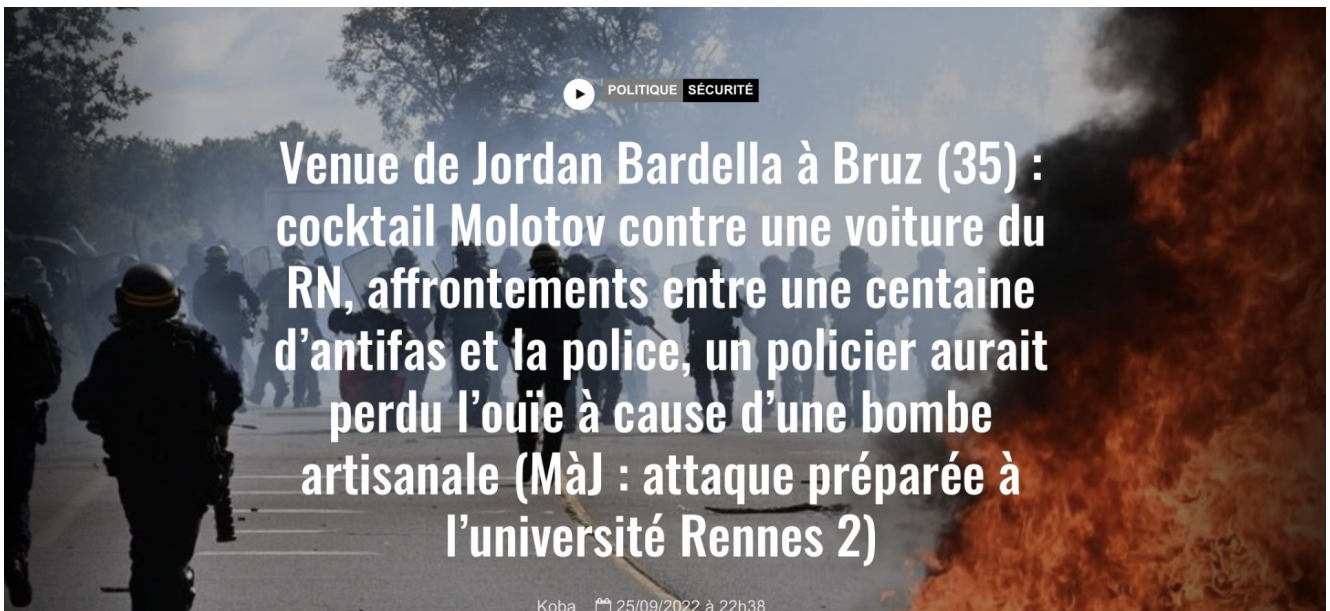 POLITIQUE SÉCURITÉ
Venue de Jordan Bardella à Bruz (35) :
cocktail Molotov contre une voiture du
RN, affrontements entre une centaine
d’antifas et la police, un policier aurait
perdu l’ouïe à cause d’une bombe
artisanale (MàJ : attaque préparée à
l’université Rennes 2)
Koba 25/09/2022 à 22h38